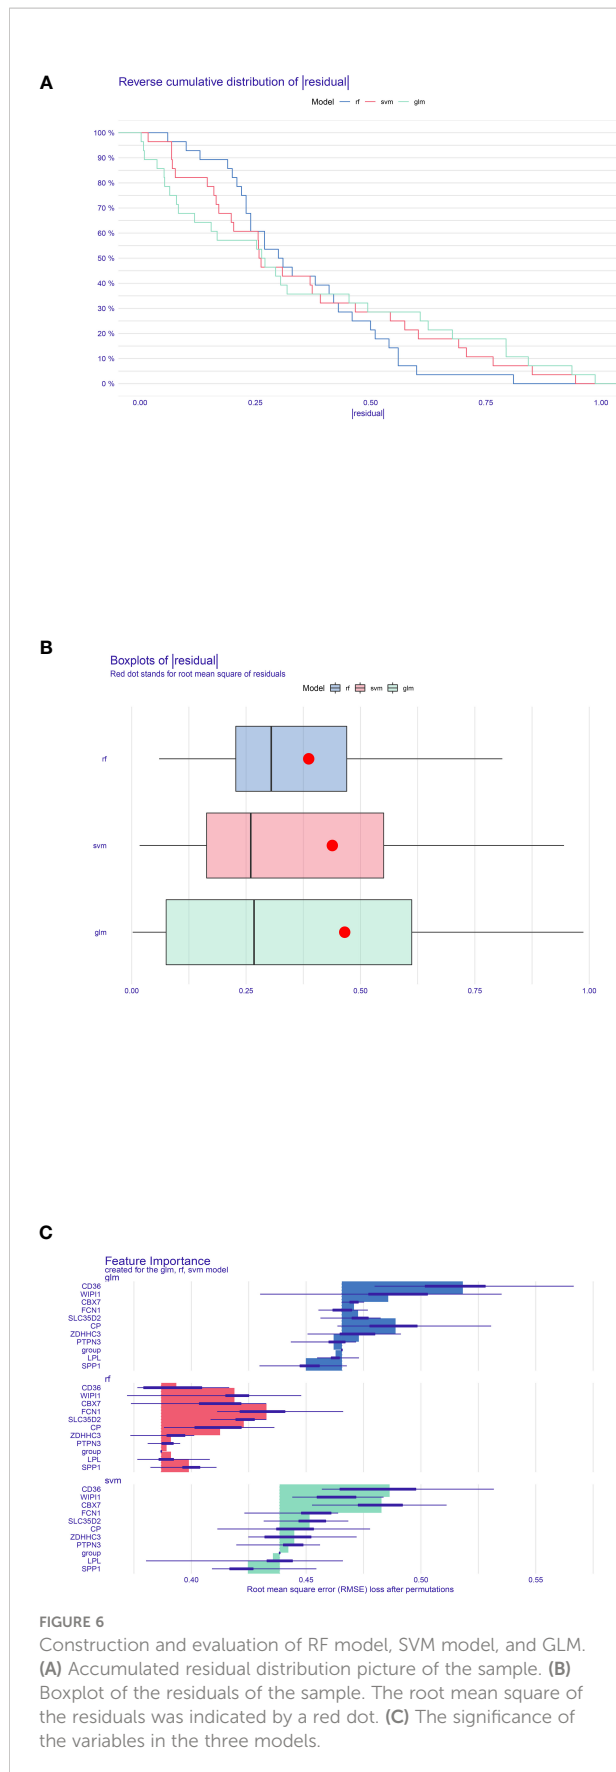 A
Reverse cumulative distribution of |residual|
Model rf svm glm
100 %
90 %
80 %
70 %
60 %
50 %
40 %
30 %
20 %
10 %
0 %
0.00 0.25 0.50 0.75 1.00
|residual|
B
Boxplots of |residual|
Red dot stands for root mean square of residuals
Model rf svm glm
rf
svm
glm
0.00 0.25 0.50 0.75 1.00
C
Feature Importance
created for the glm, rf, svm model
glm
CD36
WIPI1
CBX7
FCN1
SLC35D2
CP
ZDHHC3
PTPN3
group
LPL
SPP1
rf
CD36
WIPI1
CBX7
FCN1
SLC35D2
CP
ZDHHC3
PTPN3
group
LPL
SPP1
svm
CD36
WIPI1
CBX7
FCN1
SLC35D2
CP
ZDHHC3
PTPN3
group
LPL
SPP1
0.40 0.45 0.50 0.55
Root mean square error (RMSE) loss after permutations
FIGURE 6
Construction and evaluation of RF model, SVM model, and GLM.
(A) Accumulated residual distribution picture of the sample. (B)
Boxplot of the residuals of the sample. The root mean square of
the residuals was indicated by a red dot. (C) The significance of
the variables in the three models.